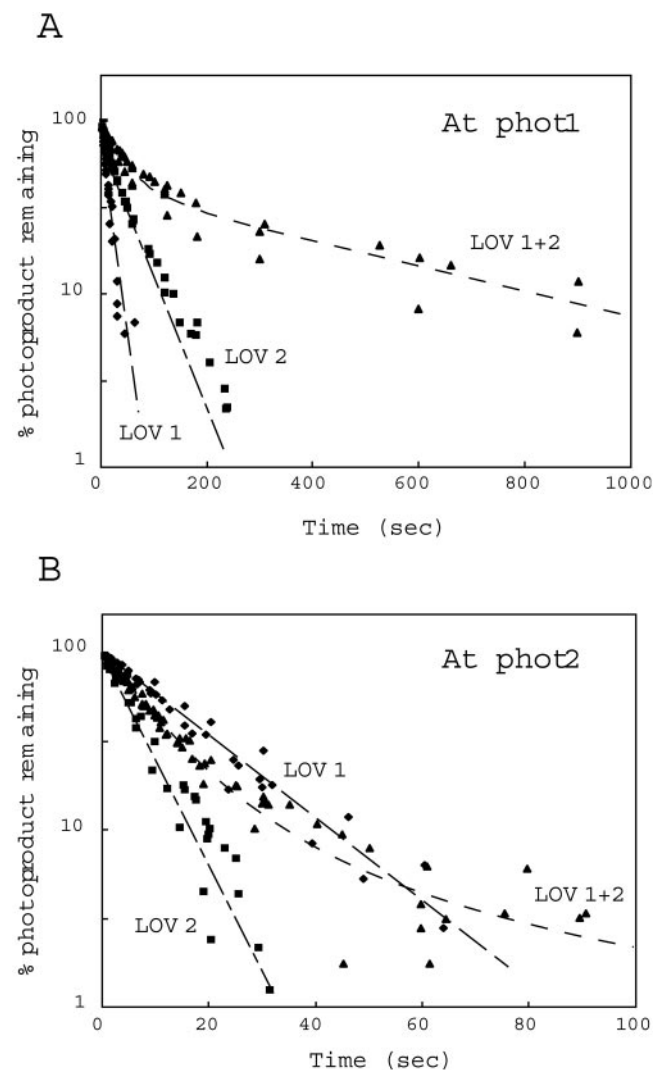 A
At phot1
% photoproduct remaining
100
10
1
LOV 1+2
LOV 2
LOV 1
0 200 400 600 800 1000
Time (sec)
B
At phot2
% photoproduct remaining
100
10
1
LOV 1
LOV 1+2
LOV 2
0 20 40 60 80 100
Time (sec)